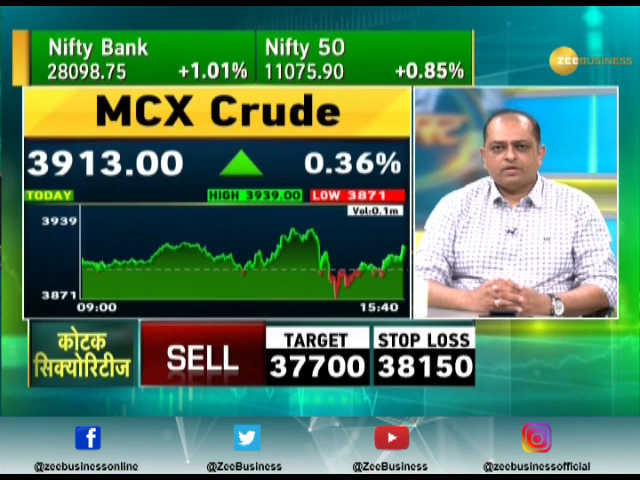 Nifty Bank
28098.75 +1.01%
Nifty 50
11075.90 +0.85%
ZEEBUSINESS
MCX Crude
3913.00 0.36%
TODAY HIGH 3939.00 LOW 3871
Vol:0.1m
3939
3871
09:00 15:40
कोटक
सिक्योरिटीज
SELL
TARGET
37700
STOP LOSS
38150
@zeebusinessonline @ZeeBusiness @ZeeBusiness @zeebusinessofficial